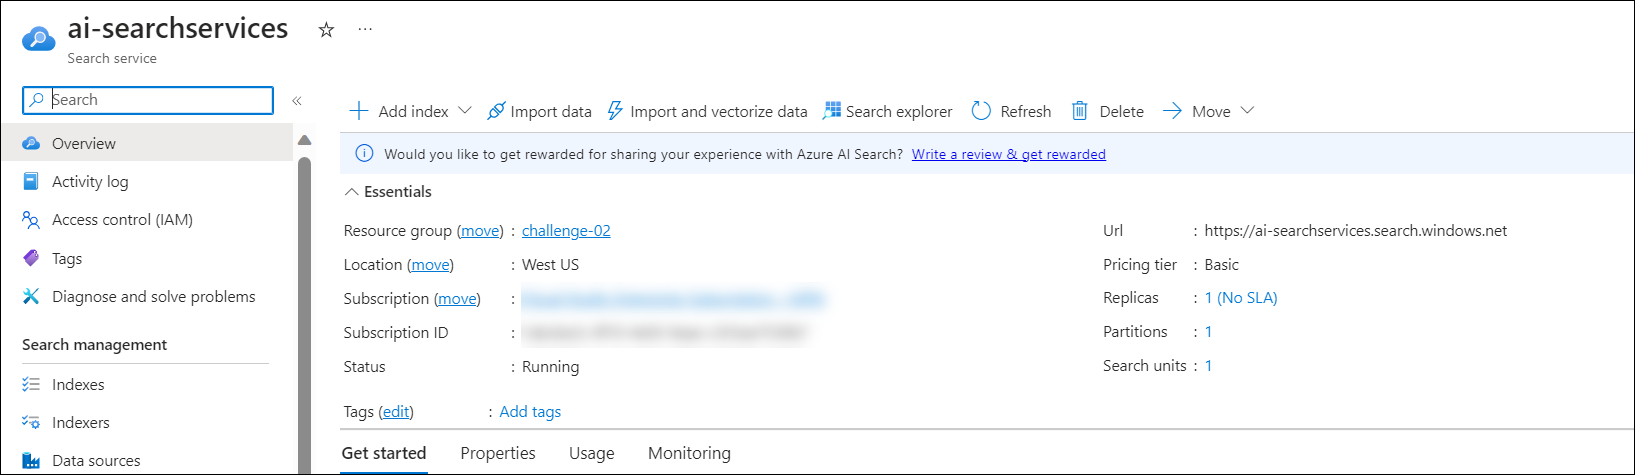 ai-searchservices
Search service
Search
Overview
Activity log
Access control (IAM)
Tags
Diagnose and solve problems
Search management
Indexes
Indexers
Data sources
Add index
Import data
Import and vectorize data
Search explorer
Refresh
Delete
Move
Would you like to get rewarded for sharing your experience with Azure AI Search? Write a review & get rewarded
Essentials
Resource group (move) : challenge-02
Location (move) : West US
Subscription (move) :
Subscription ID :
Status : Running
Tags (edit) : Add tags
Url : https://ai-searchservices.search.windows.net
Pricing tier : Basic
Replicas : 1 (No SLA)
Partitions : 1
Search units : 1
Get started
Properties
Usage
Monitoring